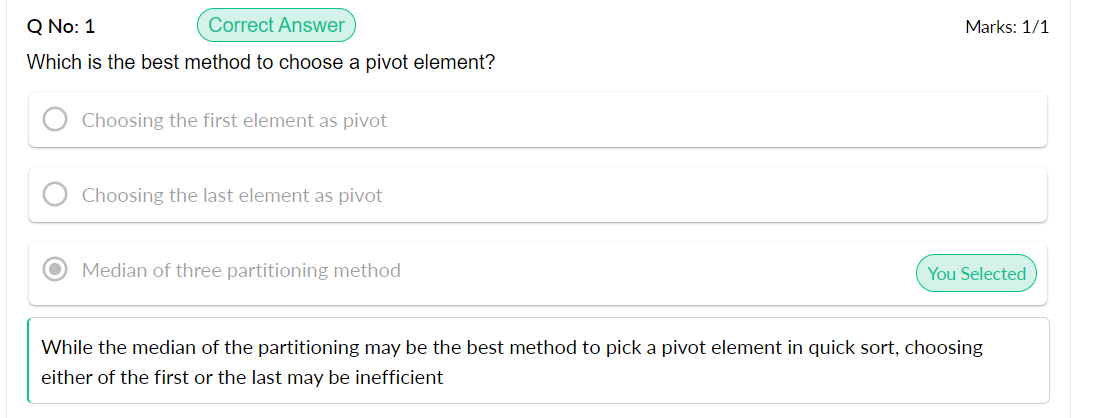 Q No: 1 Correct Answer Marks: 1/1
Which is the best method to choose a pivot element?
Choosing the first element as pivot
Choosing the last element as pivot
Median of three partitioning method You Selected
While the median of the partitioning may be the best method to pick a pivot element in quick sort, choosing
either of the first or the last may be inefficient